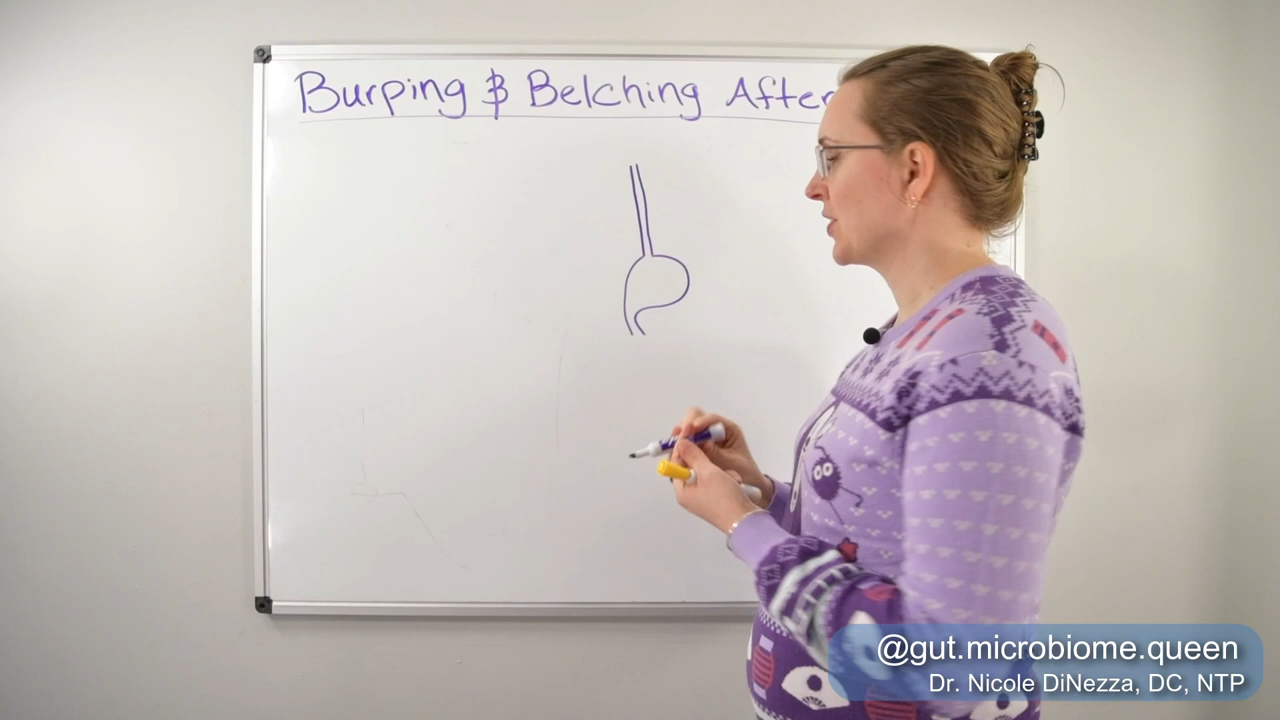 Burping & Belching After
@gut.microbiome.queen
Dr. Nicole DiNezza, DC, NTP